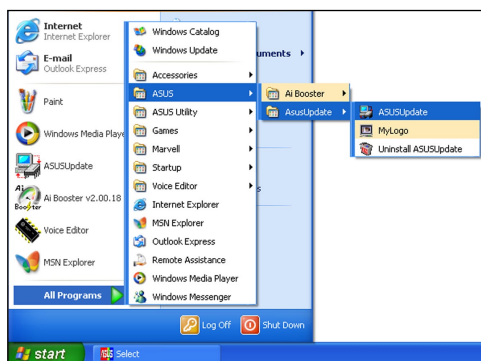 Internet
Internet Explorer
E-mail
Outlook Express
Paint
Windows Media Playe
ASUSUpdate
Ai Booster v2.00.18
Voice Editor
MSN Explorer
All Programs
Windows Catalog
Windows Update
Accessories
ASUS
ASUS Utility
Games
Marvell
Startup
Voice Editor
Internet Explorer
MSN Explorer
Outlook Express
Remote Assistance
Windows Media Player
Windows Messenger
uments
s
Ai Booster
AsusUpdate
ASUSUpdate
MyLogo
Uninstall ASUSUpdate
Log Off
Shut Down
start
Select